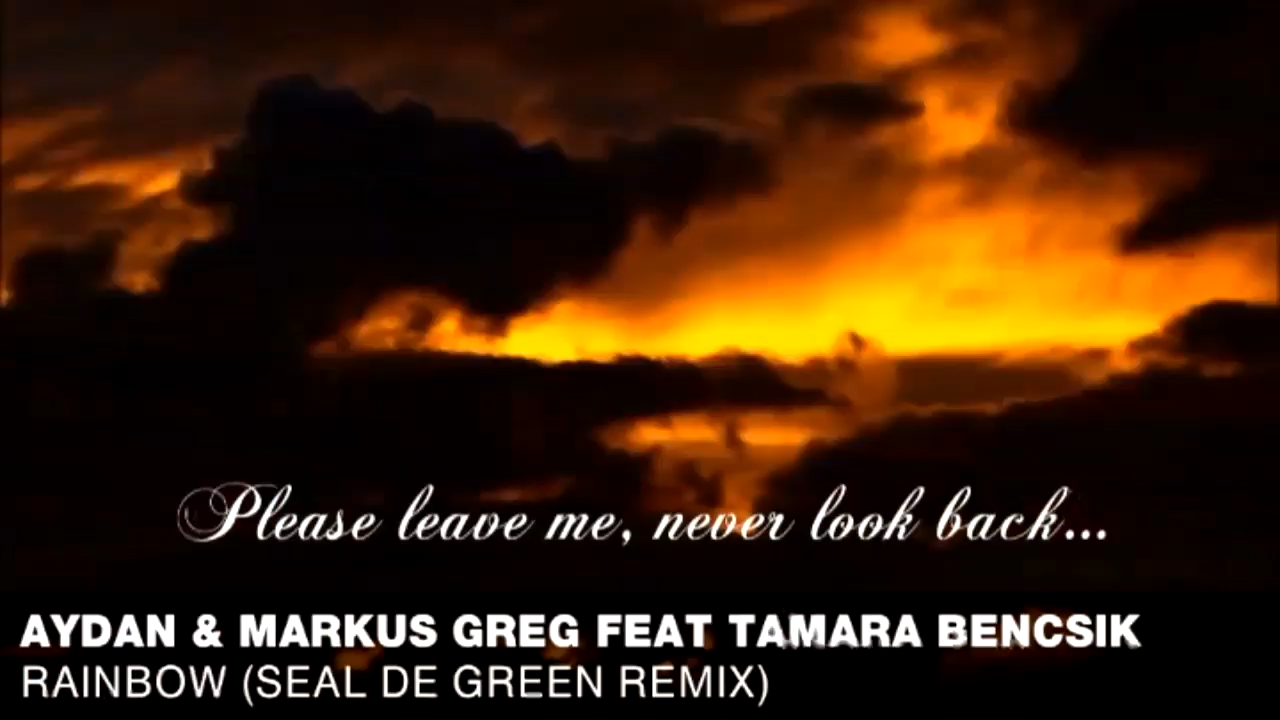 Please leave me, never look back...
AYDAN & MARKUS GREG FEAT TAMARA BENCSIK
RAINBOW (SEAL DE GREEN REMIX)